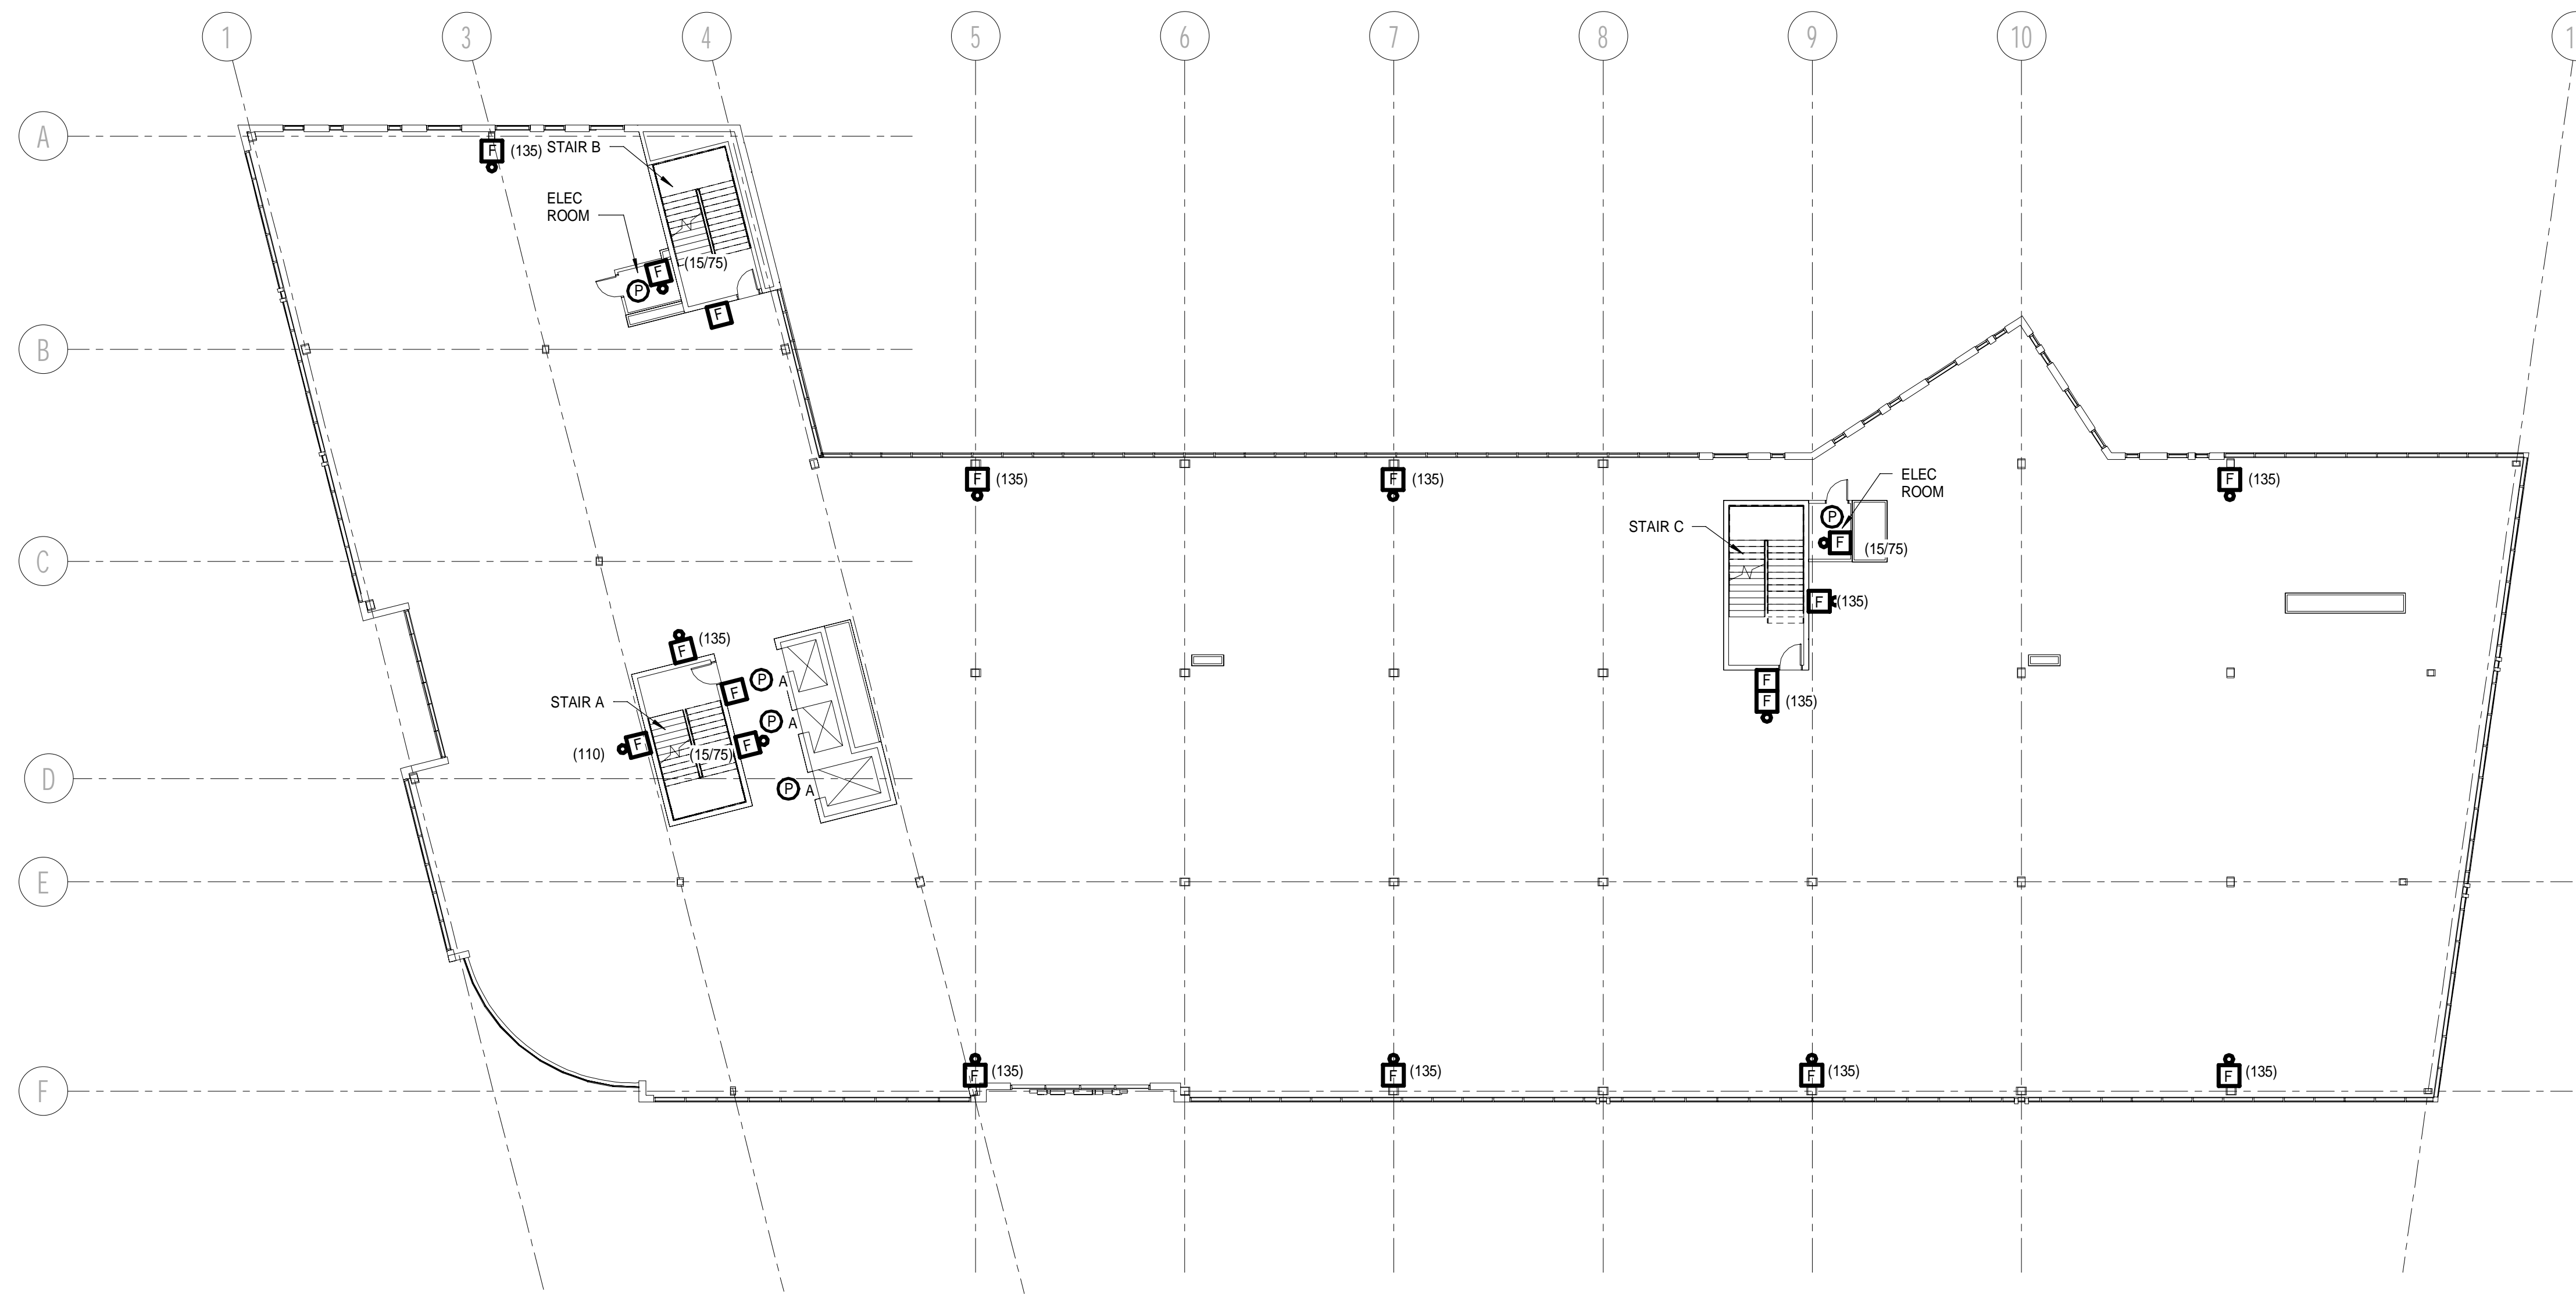 1 3 4 5 6 7 8 9 10 1
A
F (135) STAIR B
ELEC
ROOM
F (15/75)
P
F
B
F (135) F (135) F (135)
ELEC
ROOM
P
STAIR C
F (15/75)
C
F (135)
F (135)
P A
F
F
F (135)
STAIR A
P A
F (15/75) F
(110)
D
P A
E
F (135) F (135) F (135) F (135)
F